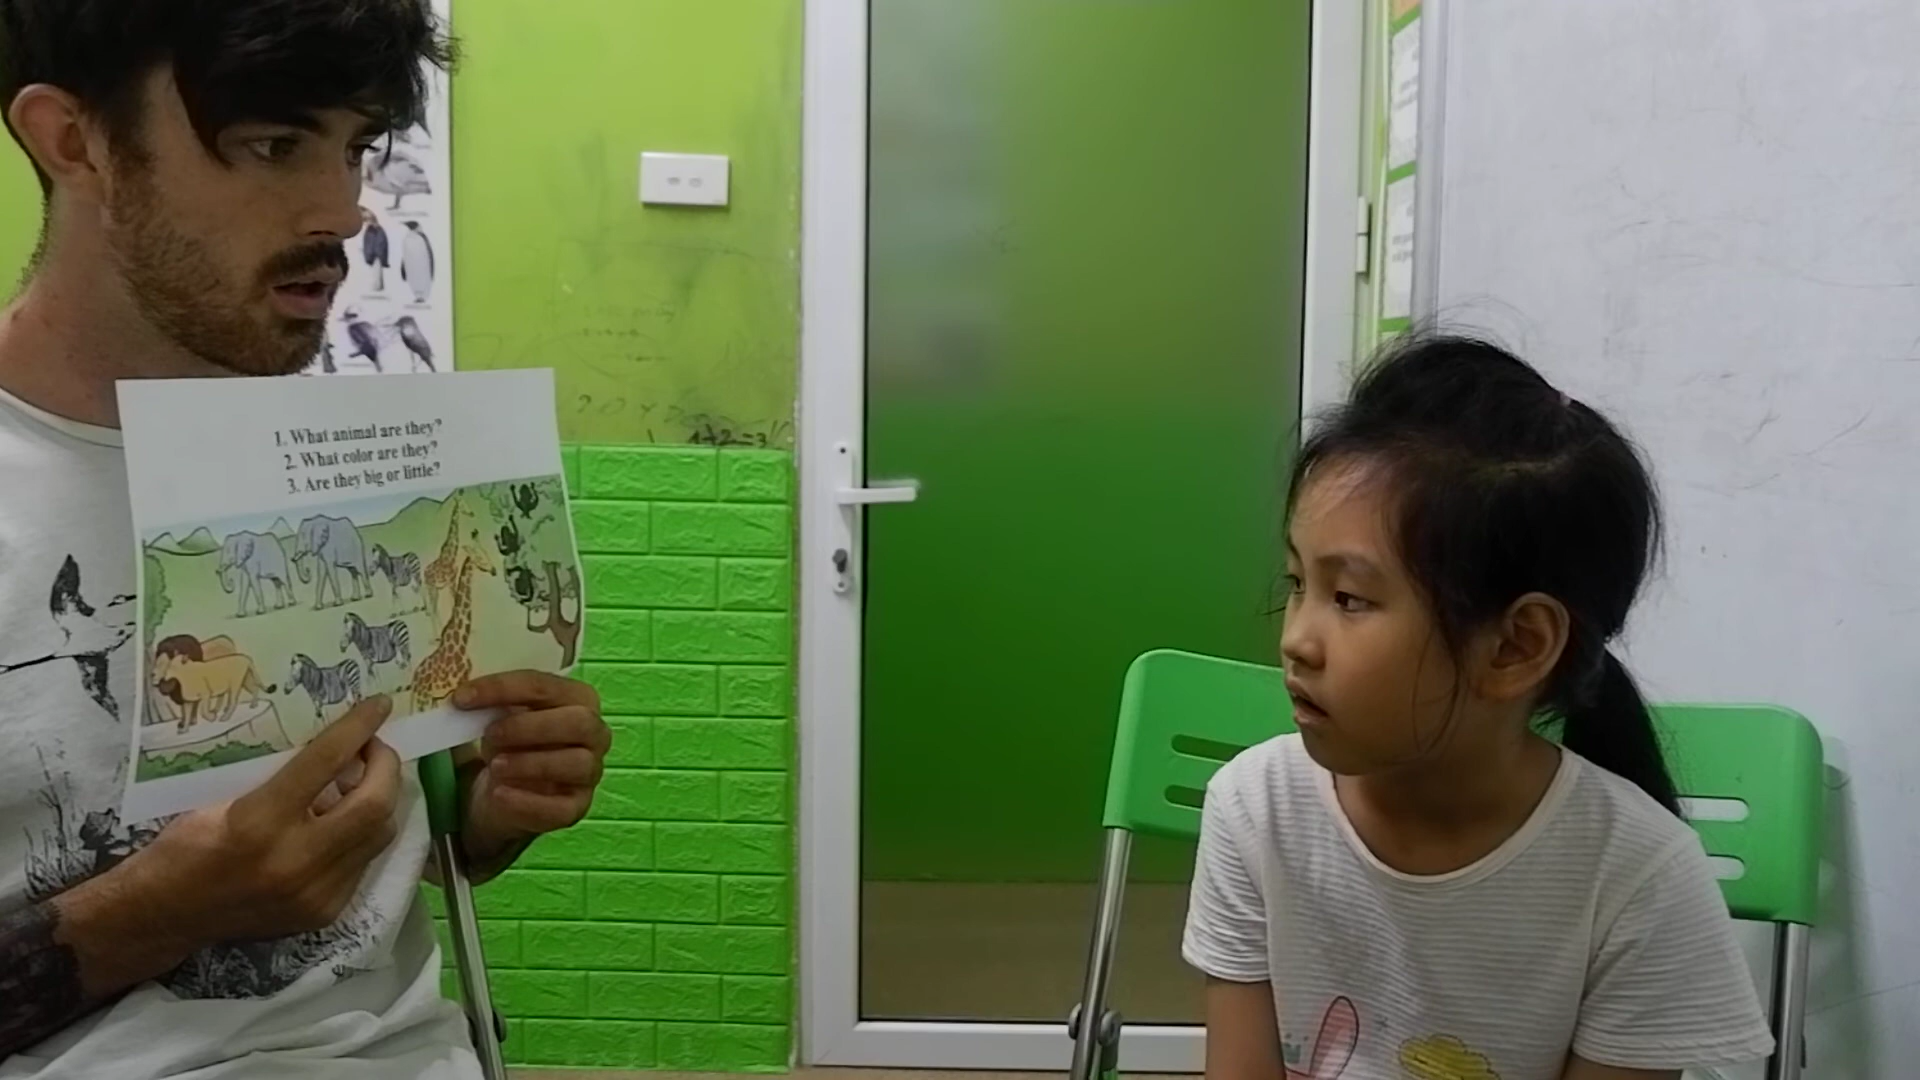 1. What animal are they?
2. What color are they?
3. Are they big or little?
1+2=3